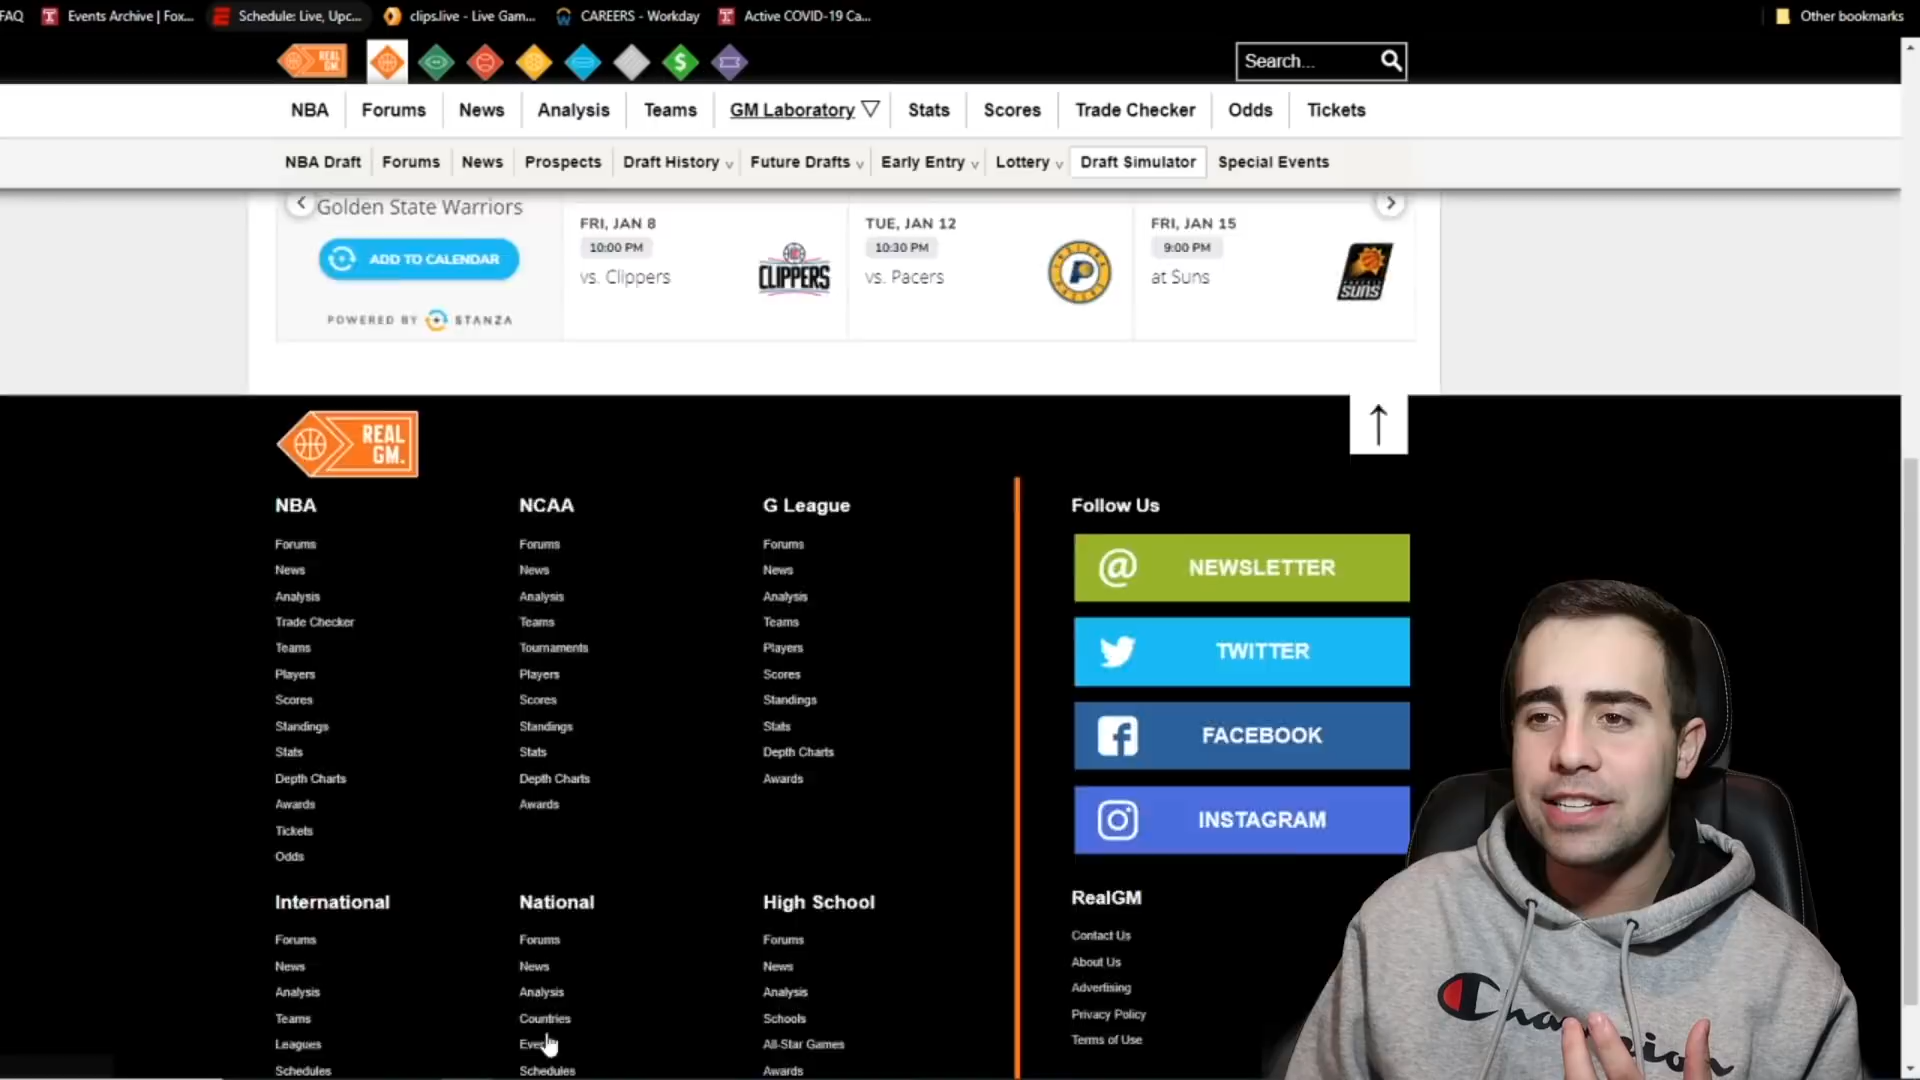 FAQ
Events Archive | Fox...
Schedule: Live, Upc...
clips.live - Live Gam...
CAREERS - Workday
Active COVID-19 Ca...
Other bookmarks
REAL GM.
Search...
NBA
Forums
News
Analysis
Teams
GM Laboratory
Stats
Scores
Trade Checker
Odds
Tickets
NBA Draft
Forums
News
Prospects
Draft History
Future Drafts
Early Entry
Lottery
Draft Simulator
Special Events
Golden State Warriors
ADD TO CALENDAR
POWERED BY STANZA
FRI, JAN 8
10:00 PM
vs. Clippers
CLIPPERS
TUE, JAN 12
10:30 PM
vs. Pacers
FRI, JAN 15
9:00 PM
at Suns
SUNS
REAL
GM.
NBA
Forums
News
Analysis
Trade Checker
Teams
Players
Scores
Standings
Stats
Depth Charts
Awards
Tickets
Odds
NCAA
Forums
News
Analysis
Teams
Tournaments
Players
Scores
Standings
Stats
Depth Charts
Awards
G League
Forums
News
Analysis
Teams
Players
Scores
Standings
Stats
Depth Charts
Awards
Follow Us
NEWSLETTER
TWITTER
FACEBOOK
INSTAGRAM
International
Forums
News
Analysis
Teams
Leagues
Schedules
National
Forums
News
Analysis
Countries
Schedules
High School
Forums
News
Analysis
Schools
All-Star Games
Awards
RealGM
Contact Us
About Us
Advertising
Privacy Policy
Terms of Use
Champion